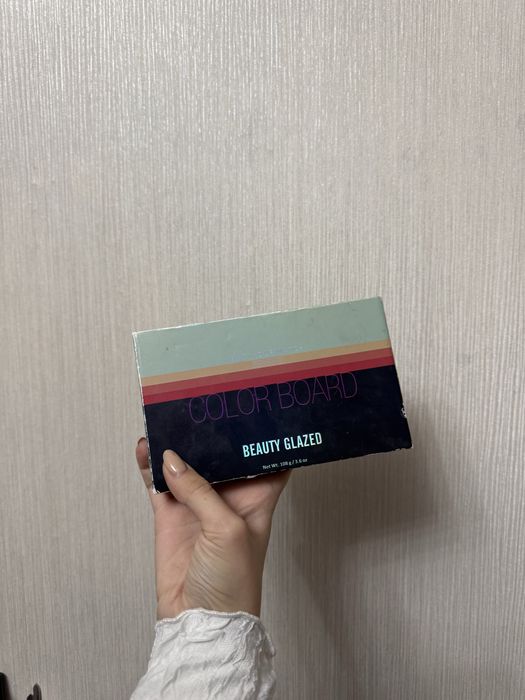 COLOR BOARD
BEAUTY GLAZED
Net Wt. 108 g / 3.6 oz